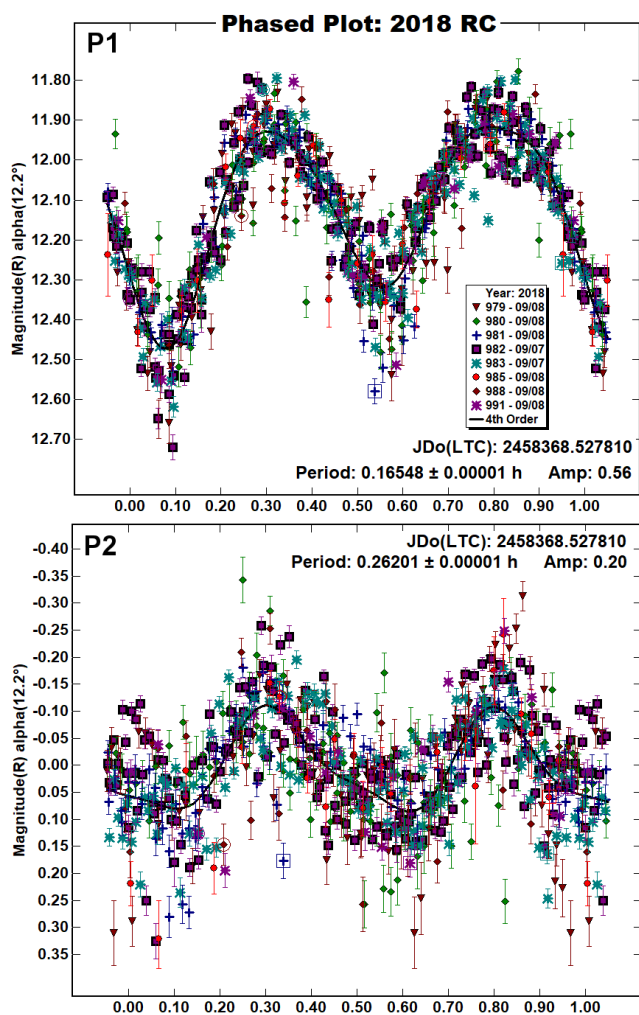 Phased Plot: 2018 RC
P1
11.80
11.90
12.00
12.10
12.20
12.30
12.40
12.50
12.60
12.70
Magnitude(R) alpha(12.2º)
Year: 2018
979 - 09/08
980 - 09/08
981 - 09/08
982 - 09/07
983 - 09/07
985 - 09/08
988 - 09/08
991 - 09/08
4th Order
JDo(LTC): 2458368.527810
Period: 0.16548 ± 0.00001 h Amp: 0.56
0.00 0.10 0.20 0.30 0.40 0.50 0.60 0.70 0.80 0.90 1.00
P2
JDo(LTC): 2458368.527810
Period: 0.26201 ± 0.00001 h Amp: 0.20
-0.40
-0.35
-0.30
-0.25
-0.20
-0.15
-0.10
-0.05
0.00
0.05
0.10
0.15
0.20
0.25
0.30
0.35
Magnitude(R) alpha(12.2º)
0.00 0.10 0.20 0.30 0.40 0.50 0.60 0.70 0.80 0.90 1.00